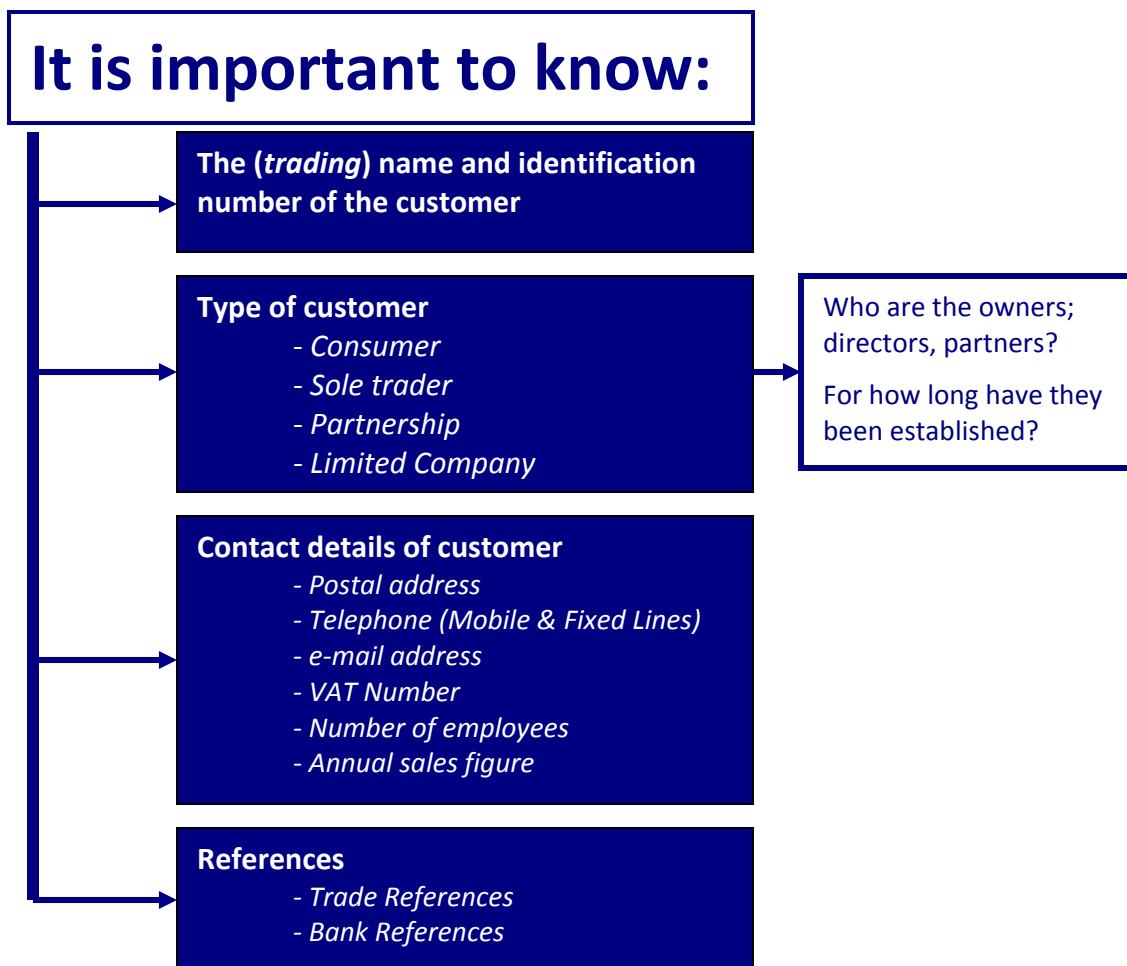 It is important to know:
The (trading) name and identification
number of the customer
Type of customer
- Consumer
- Sole trader
- Partnership
- Limited Company
Who are the owners;
directors, partners?
For how long have they
been established?
Contact details of customer
- Postal address
- Telephone (Mobile & Fixed Lines)
- e-mail address
- VAT Number
- Number of employees
- Annual sales figure
References
- Trade References
- Bank References